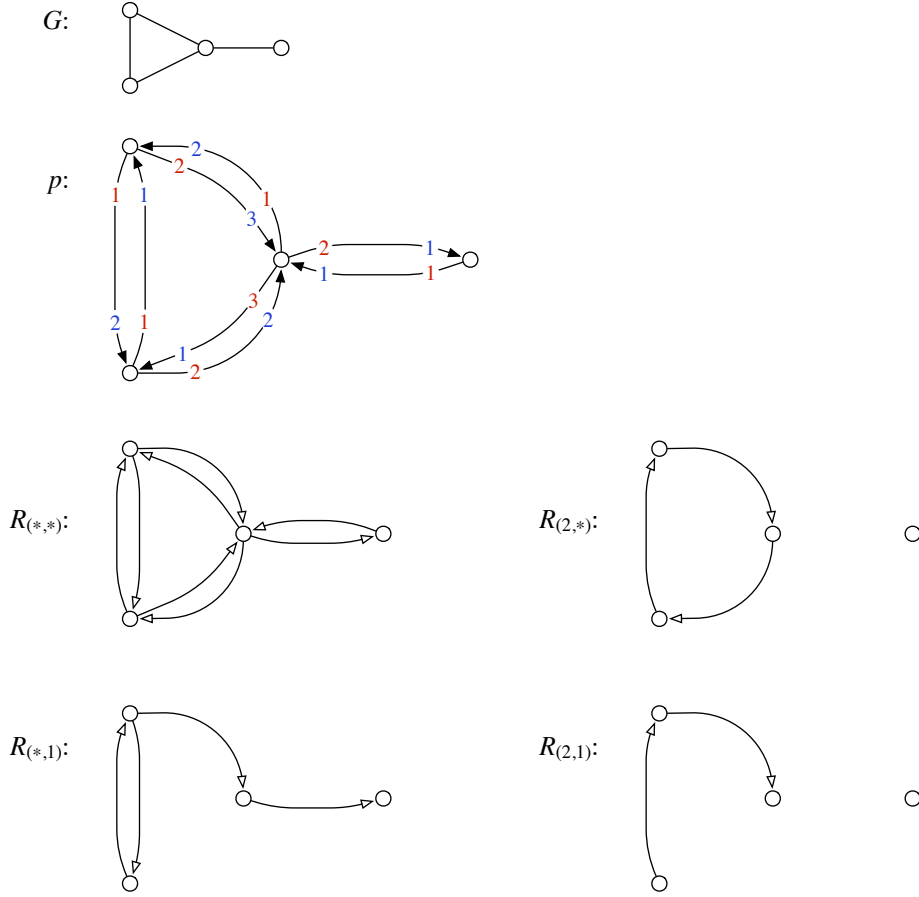 G:
p:
2
2
1 1 1
3
2 1
1 1
3
2 1 2
1
2
R(∗,∗): R(2,∗):
R(∗,1): R(2,1):